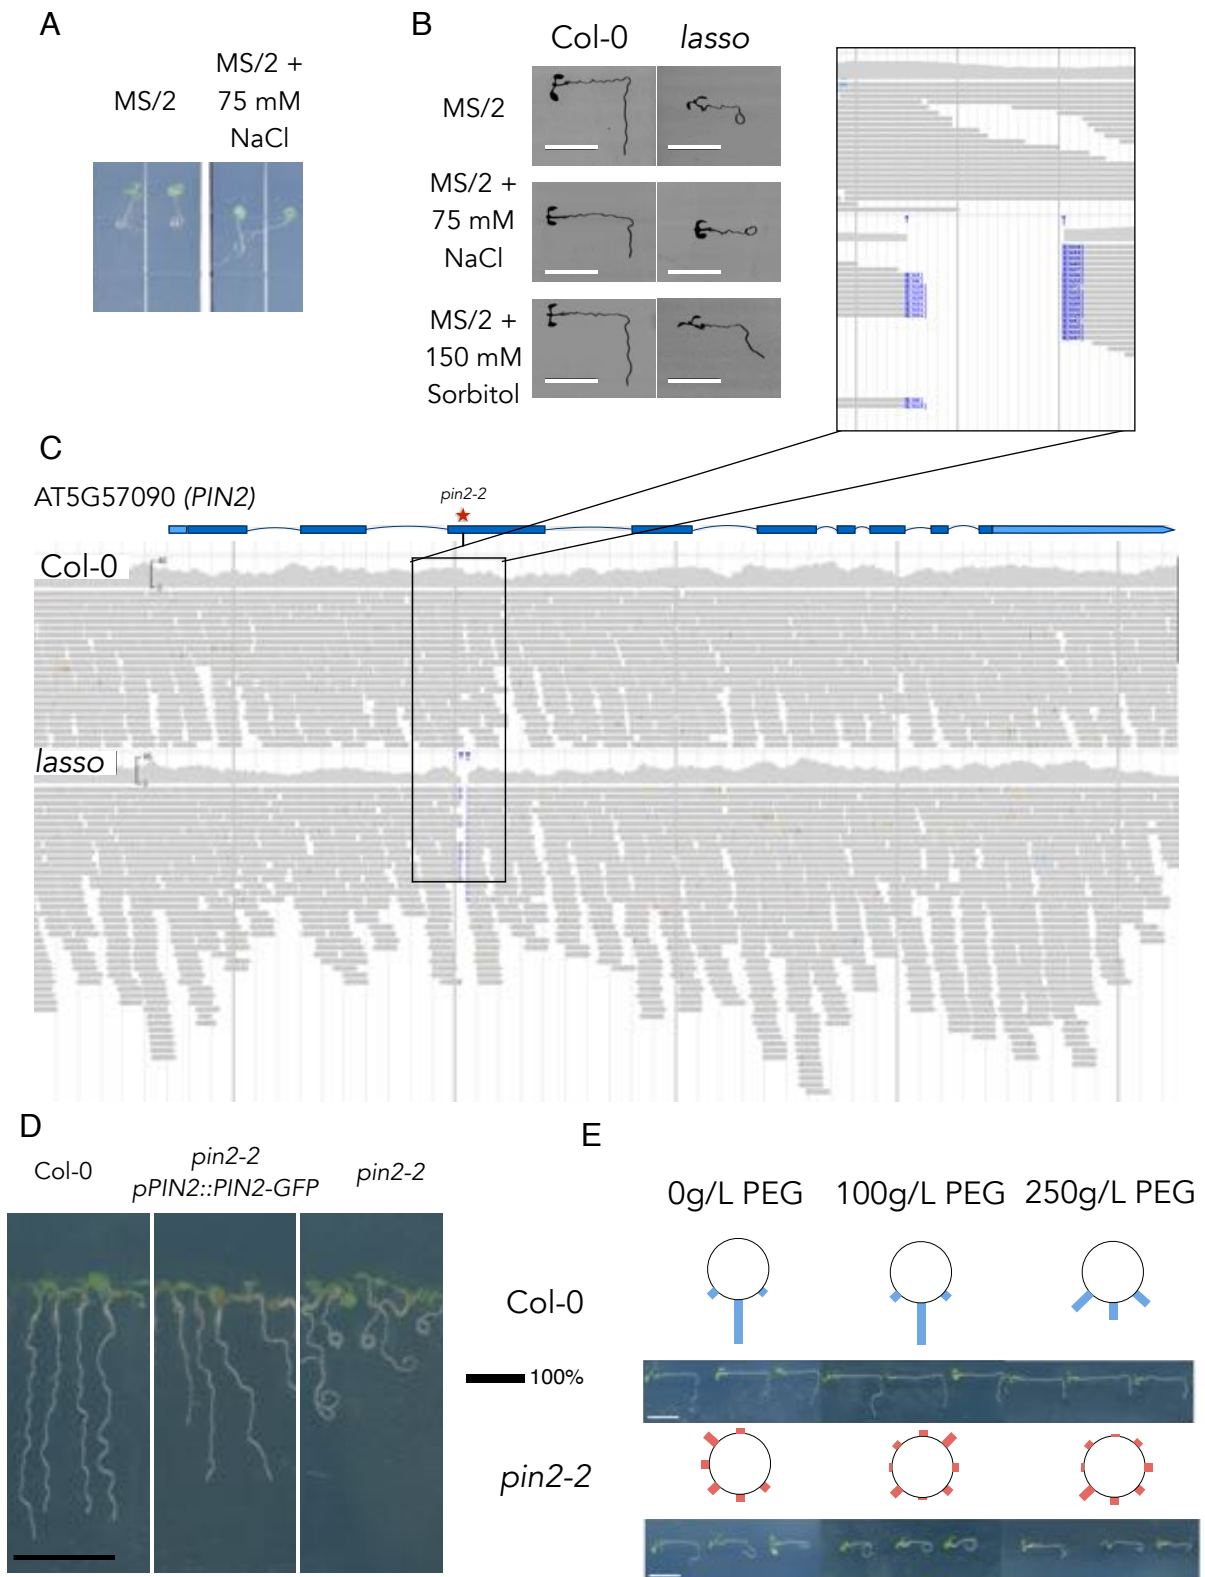 A
MS/2
MS/2 +
75 mM
NaCl
B
Col-0
lasso
MS/2
MS/2 +
75 mM
NaCl
MS/2 +
150 mM
Sorbitol
C
AT5G57090 (PIN2)
pin2-2
Col-0
lasso
D
Col-0
pin2-2
pPIN2::PIN2-GFP
pin2-2
E
0g/L PEG
100g/L PEG
250g/L PEG
Col-0
100%
pin2-2